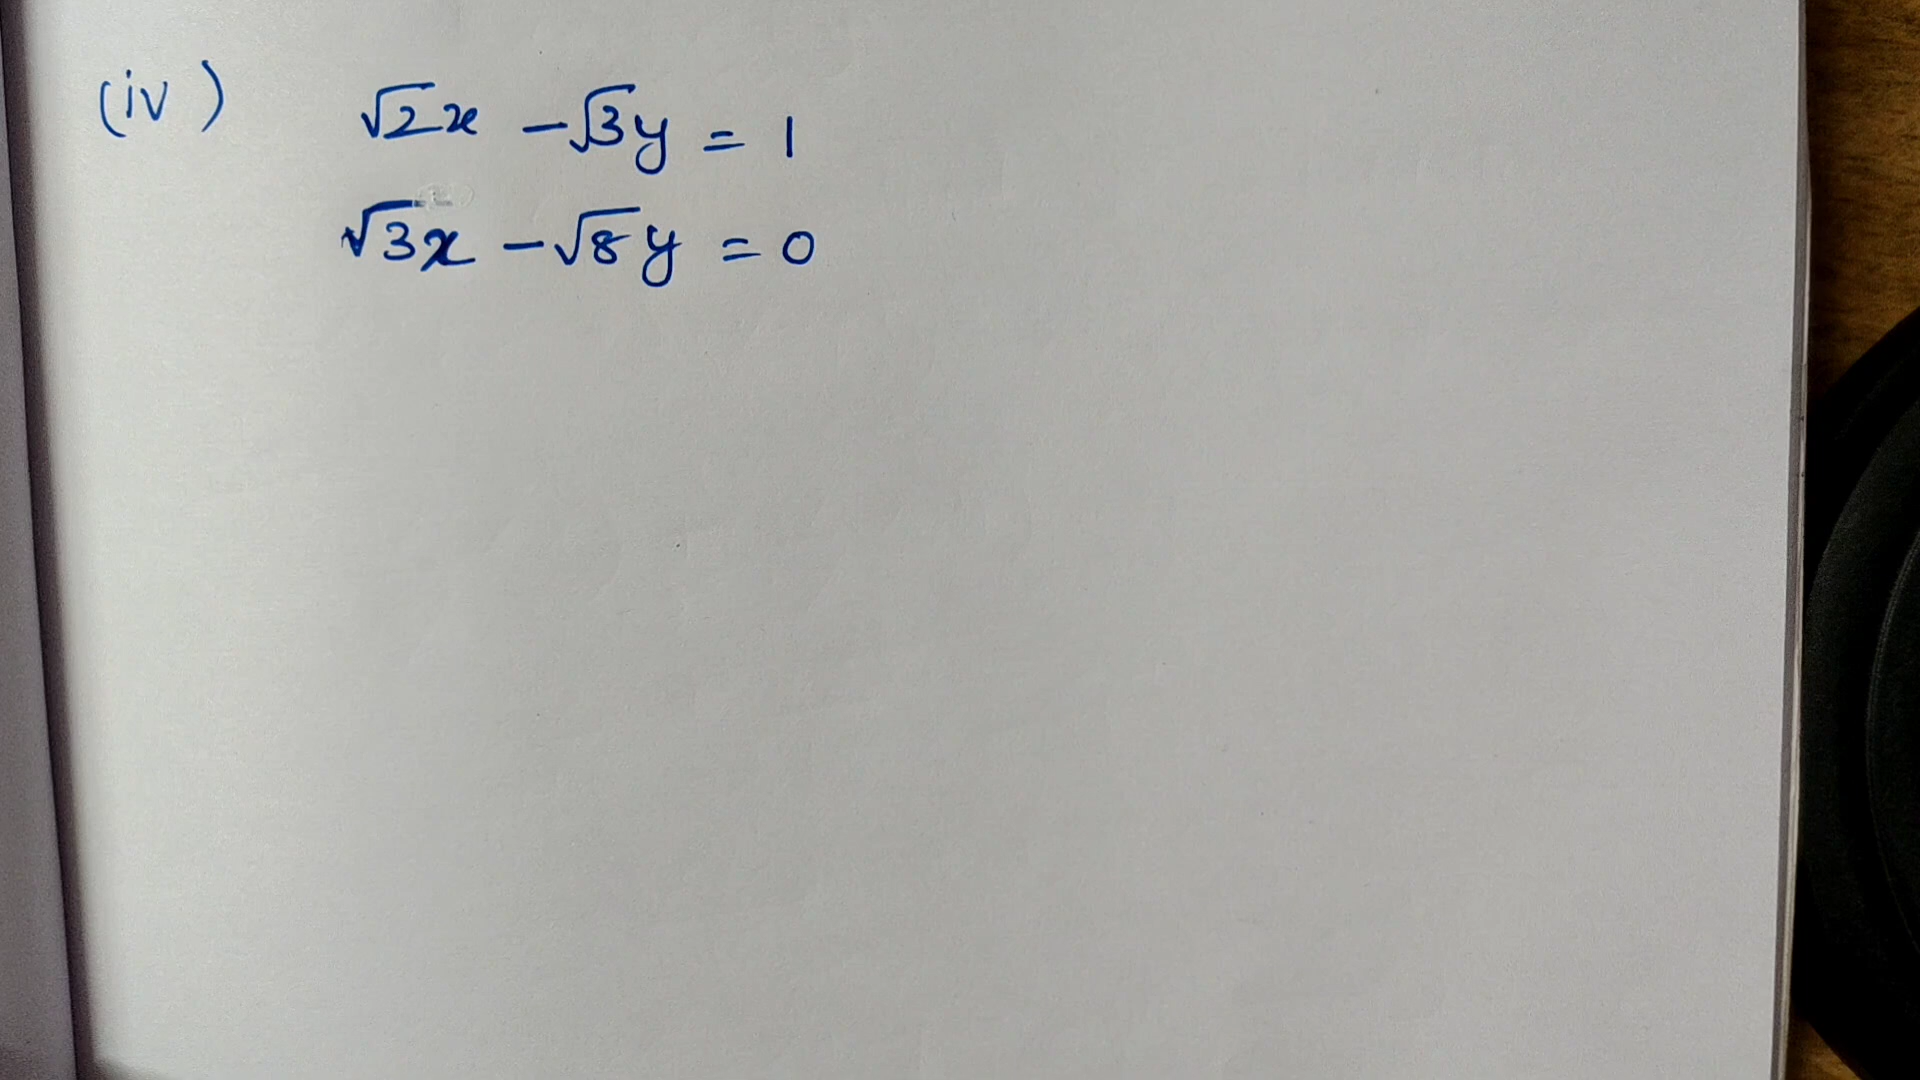 (iv) √2x - √3y = 1
√3x - √8y = 0